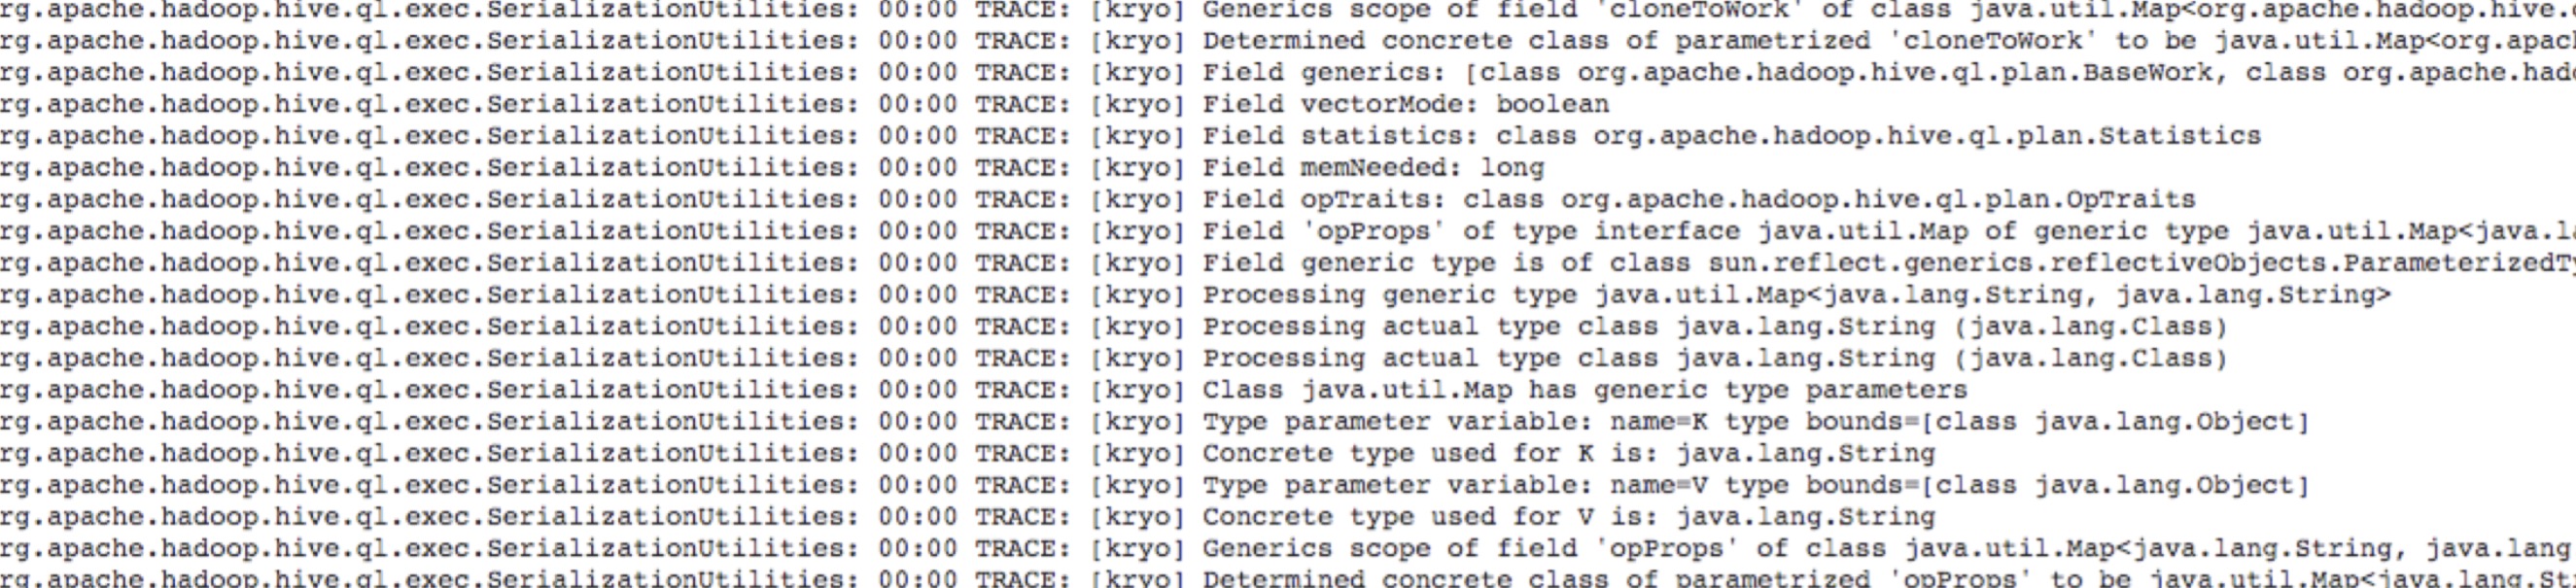 rg.apache.hadoop.hive.ql.exec.SerializationUtilities: 00:00 TRACE: [kryo] Generics scope of field 'cloneToWork' of class java.util.Map<org.apache.hadoop.hive.
rg.apache.hadoop.hive.ql.exec.SerializationUtilities: 00:00 TRACE: [kryo] Determined concrete class of parametrized 'cloneToWork' to be java.util.Map<org.apac
rg.apache.hadoop.hive.ql.exec.SerializationUtilities: 00:00 TRACE: [kryo] Field generics: [class org.apache.hadoop.hive.ql.plan.BaseWork, class org.apache.had
rg.apache.hadoop.hive.ql.exec.SerializationUtilities: 00:00 TRACE: [kryo] Field vectorMode: boolean
rg.apache.hadoop.hive.ql.exec.SerializationUtilities: 00:00 TRACE: [kryo] Field statistics: class org.apache.hadoop.hive.ql.plan.Statistics
rg.apache.hadoop.hive.ql.exec.SerializationUtilities: 00:00 TRACE: [kryo] Field memNeeded: long
rg.apache.hadoop.hive.ql.exec.SerializationUtilities: 00:00 TRACE: [kryo] Field opTraits: class org.apache.hadoop.hive.ql.plan.OpTraits
rg.apache.hadoop.hive.ql.exec.SerializationUtilities: 00:00 TRACE: [kryo] Field 'opProps' of type interface java.util.Map of generic type java.util.Map<java.l
rg.apache.hadoop.hive.ql.exec.SerializationUtilities: 00:00 TRACE: [kryo] Field generic type is of class sun.reflect.generics.reflectiveObjects.ParameterizedT
rg.apache.hadoop.hive.ql.exec.SerializationUtilities: 00:00 TRACE: [kryo] Processing generic type java.util.Map<java.lang.String, java.lang.String>
rg.apache.hadoop.hive.ql.exec.SerializationUtilities: 00:00 TRACE: [kryo] Processing actual type class java.lang.String (java.lang.Class)
rg.apache.hadoop.hive.ql.exec.SerializationUtilities: 00:00 TRACE: [kryo] Processing actual type class java.lang.String (java.lang.Class)
rg.apache.hadoop.hive.ql.exec.SerializationUtilities: 00:00 TRACE: [kryo] Class java.util.Map has generic type parameters
rg.apache.hadoop.hive.ql.exec.SerializationUtilities: 00:00 TRACE: [kryo] Type parameter variable: name=K type bounds=[class java.lang.Object]
rg.apache.hadoop.hive.ql.exec.SerializationUtilities: 00:00 TRACE: [kryo] Concrete type used for K is: java.lang.String
rg.apache.hadoop.hive.ql.exec.SerializationUtilities: 00:00 TRACE: [kryo] Type parameter variable: name=V type bounds=[class java.lang.Object]
rg.apache.hadoop.hive.ql.exec.SerializationUtilities: 00:00 TRACE: [kryo] Concrete type used for V is: java.lang.String
rg.apache.hadoop.hive.ql.exec.SerializationUtilities: 00:00 TRACE: [kryo] Generics scope of field 'opProps' of class java.util.Map<java.lang.String, java.lang
rg.apache.hadoop.hive.ql.exec.SerializationUtilities: 00:00 TRACE: [kryo] Determined concrete class of parametrized 'opProps' to be java.util.Map<java.lang.St